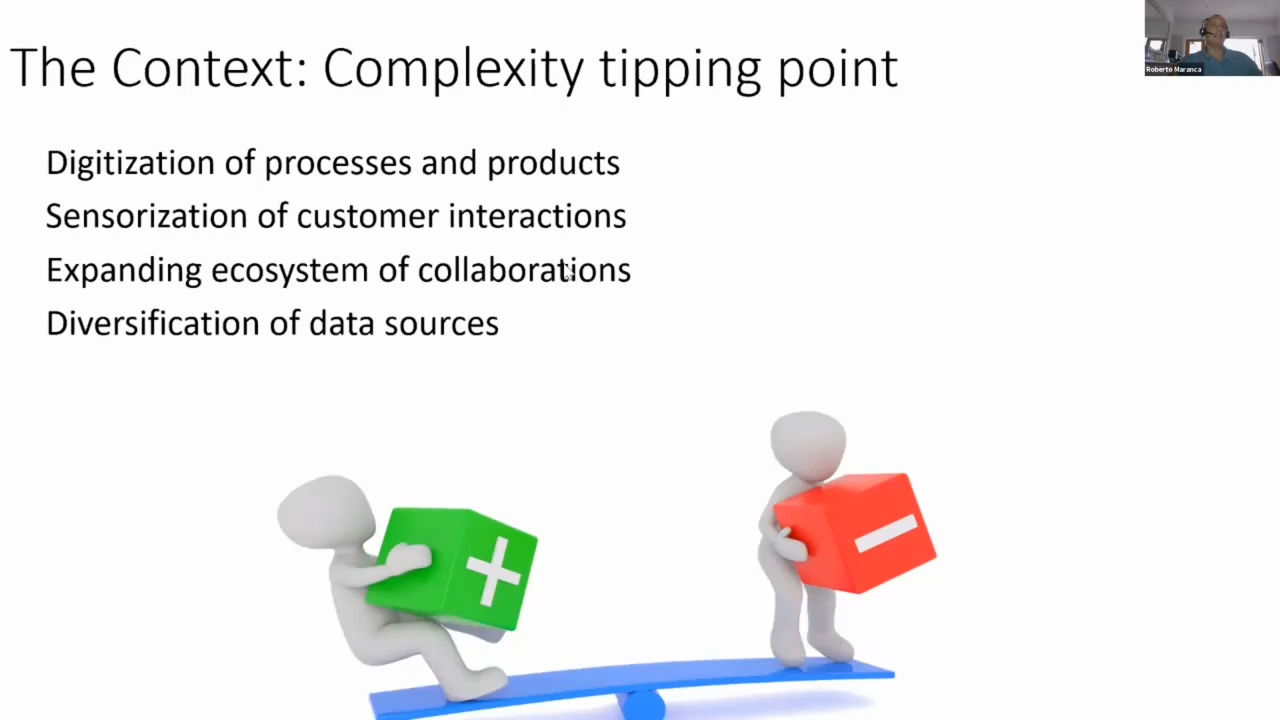 The Context: Complexity tipping point
Roberto Maranca
Digitization of processes and products
Sensorization of customer interactions
Expanding ecosystem of collaborations
Diversification of data sources